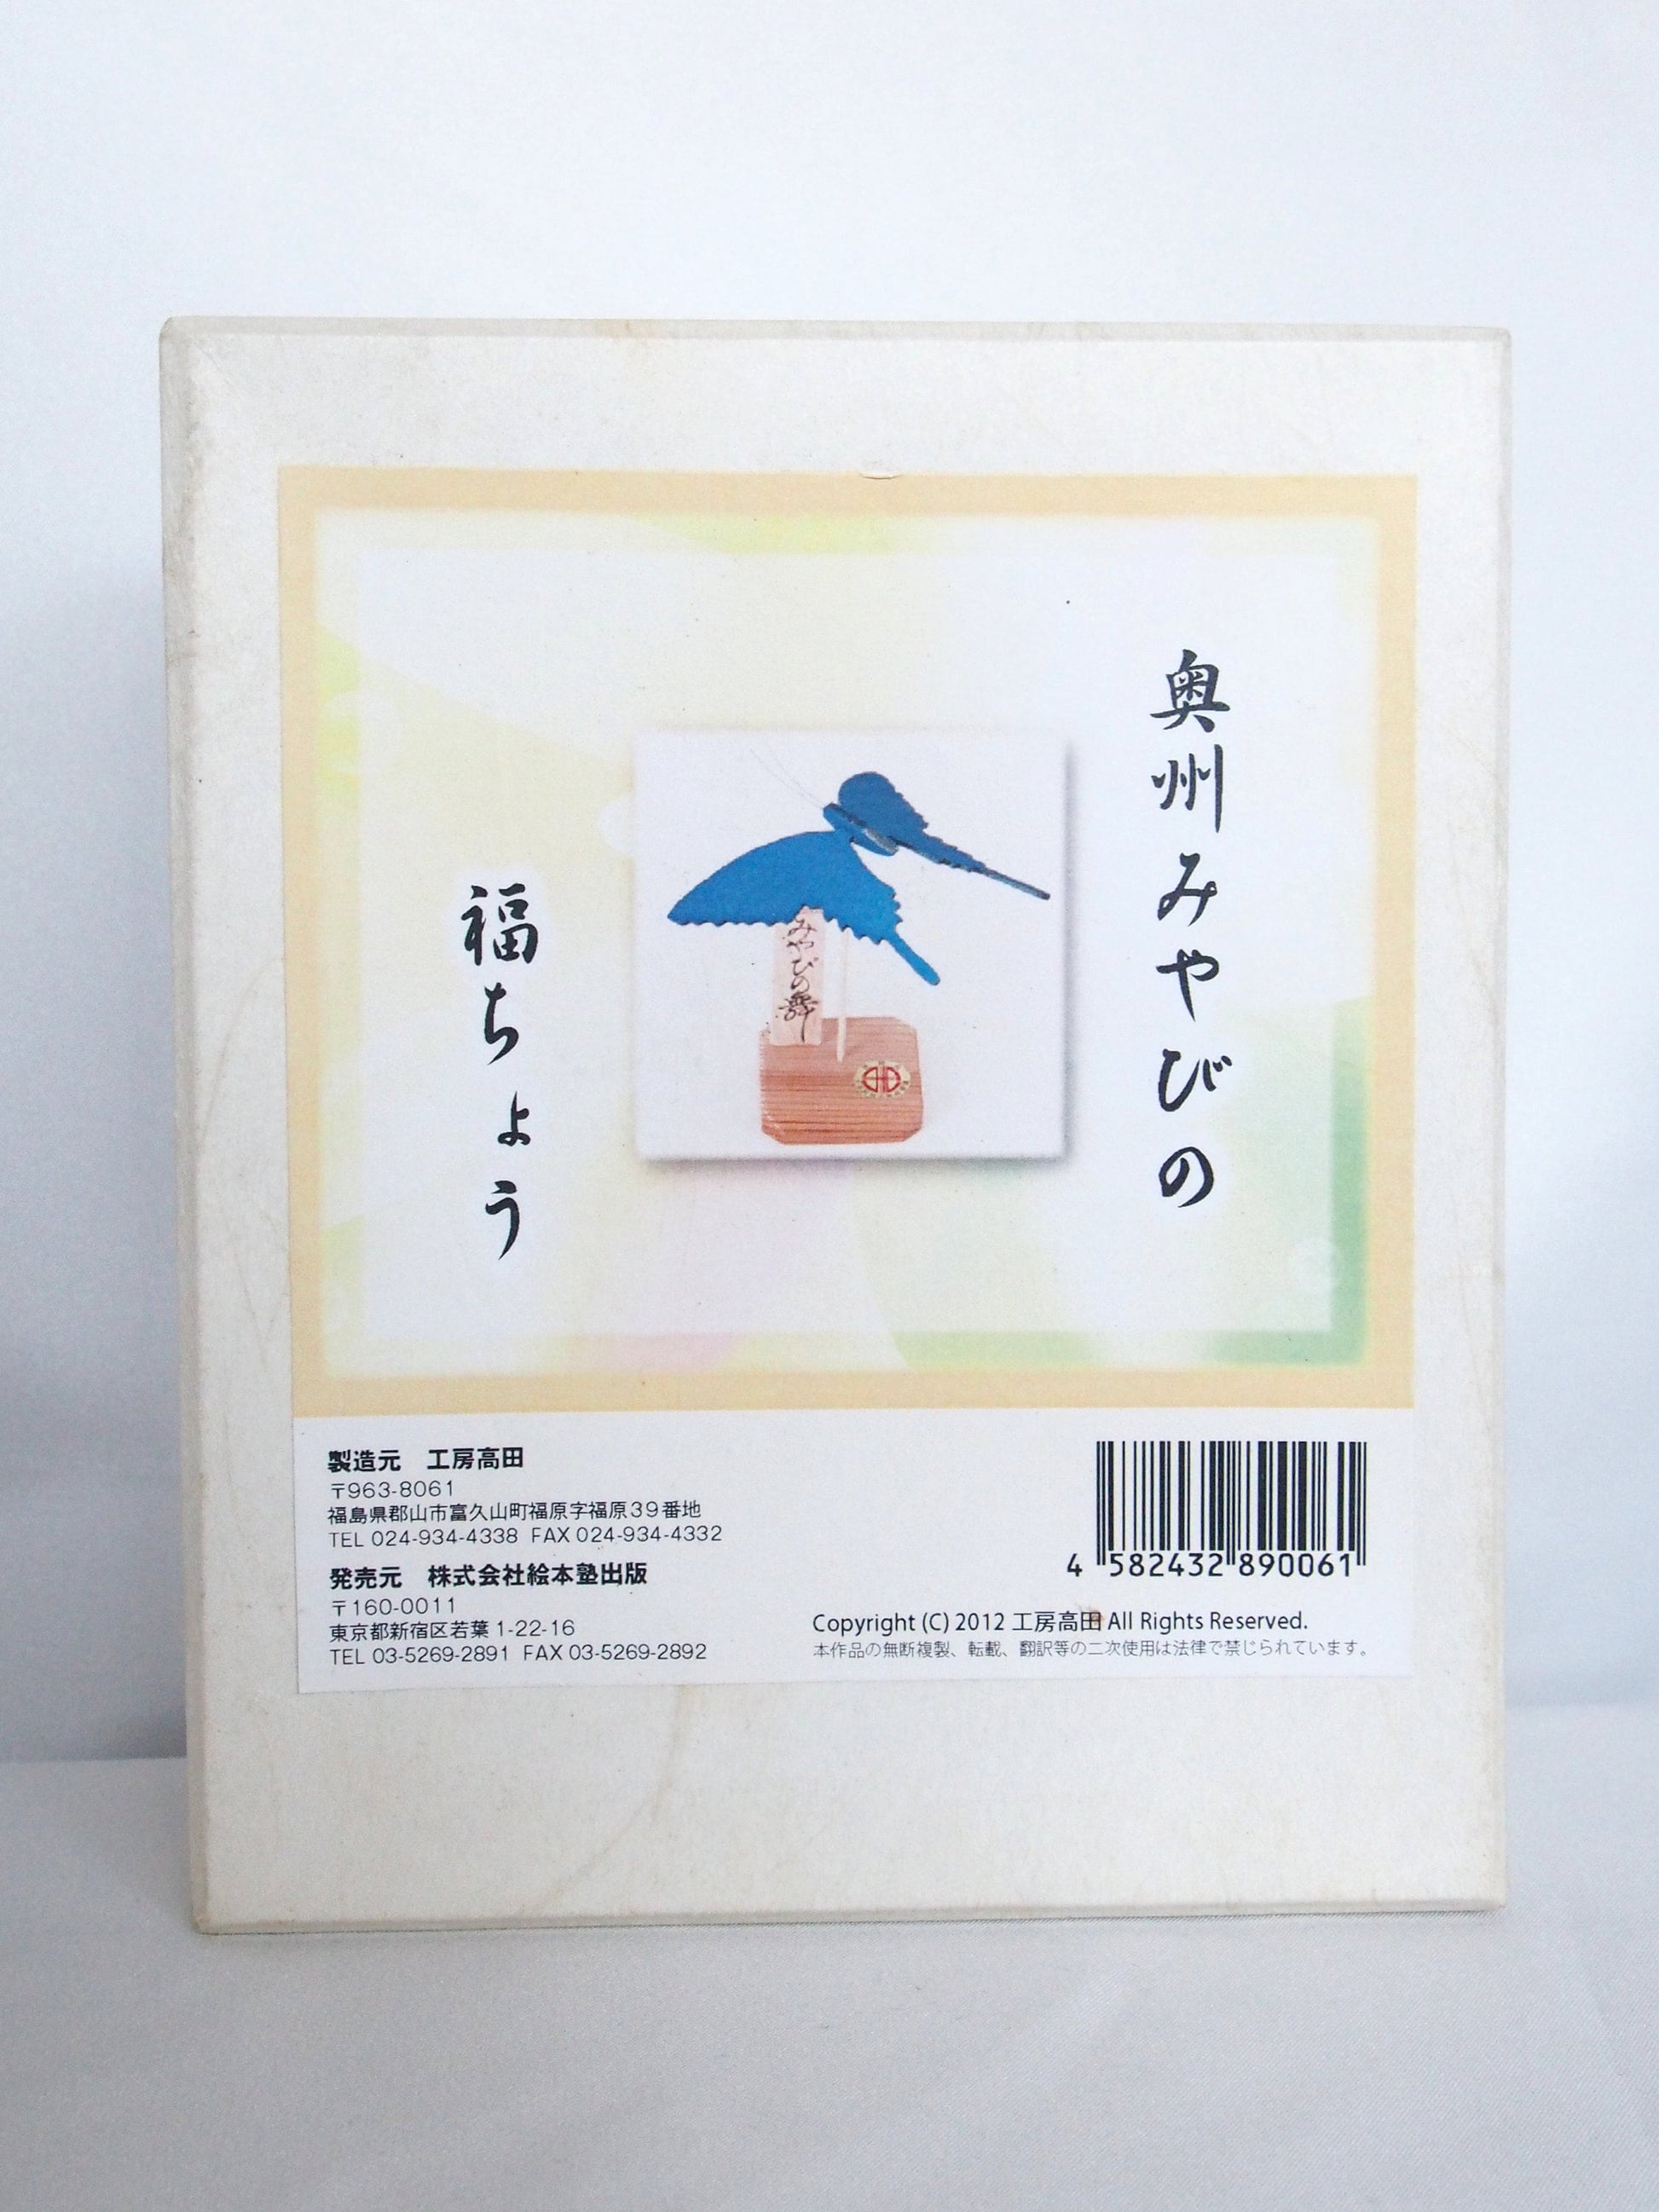 奥州みやびの
福ちょう
みやびの舞
製造元 工房高田
〒963-8061
福島県郡山市富久山町福原字福原39番地
TEL 024-934-4338 FAX 024-934-4332
発売元 株式会社絵本塾出版
〒160-0011
東京都新宿区若葉1-22-16
TEL 03-5269-2891 FAX 03-5269-2892
4 582432 890061
Copyright (C) 2012 工房高田 All Rights Reserved.
本作品の無断複製、転載、翻訳等の二次使用は法律で禁じられています。